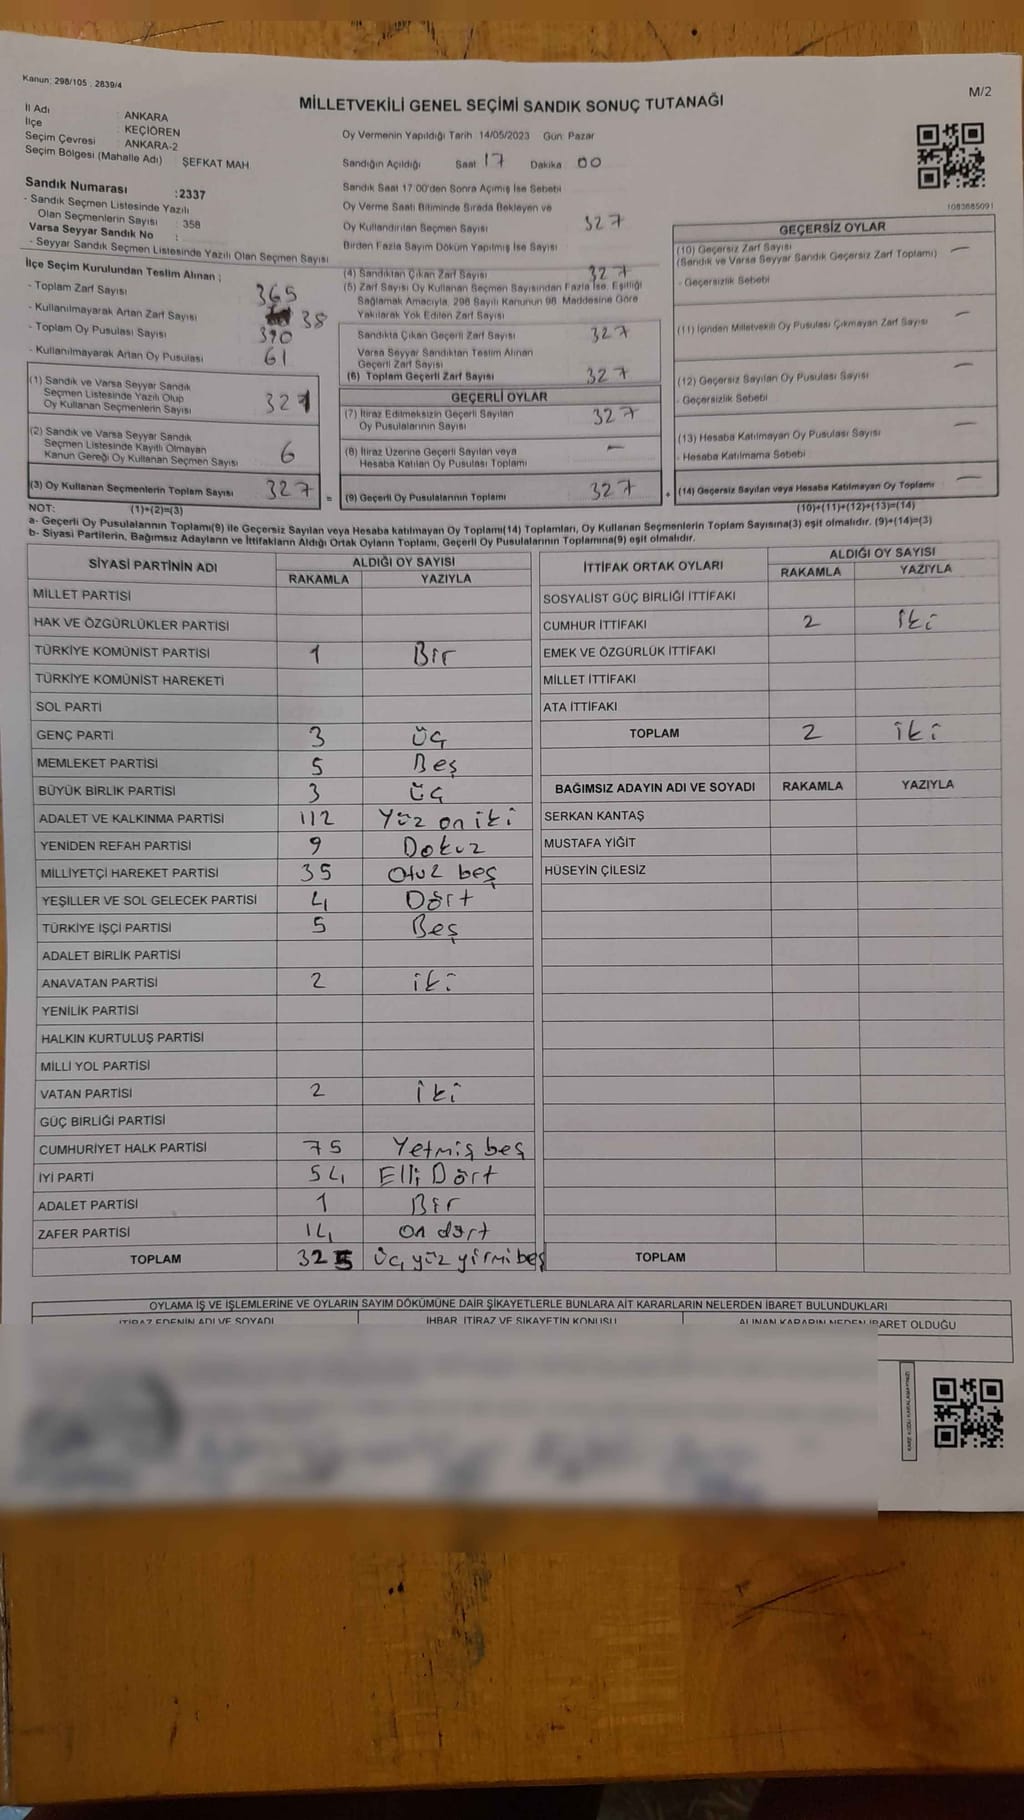 Kanun: 298/105 , 2839/4
MİLLETVEKİLİ GENEL SEÇİMİ SANDIK SONUÇ TUTANAĞI
M/2
İl Adı : ANKARA
İlçe : KEÇİÖREN
Seçim Çevresi : ANKARA-2
Seçim Bölgesi (Mahalle Adı) : ŞEFKAT MAH.
Oy Vermenin Yapıldığı Tarih 14/05/2023 Gün: Pazar
Sandığın Açıldığı Saat 17 Dakika 00
Sandık Saat 17:00'den Sonra Açımış İse Sebebi
Oy Verme Saati Bitiminde Sırada Bekleyen ve
Oy Kullandırılan Seçmen Sayısı 327
Birden Fazla Sayım Döküm Yapılmış İse Sayısı
1083685091
Sandık Numarası :2337
- Sandık Seçmen Listesinde Yazılı
Olan Seçmenlerin Sayısı : 358
Varsa Seyyar Sandık No :
- Seyyar Sandık Seçmen Listesinde Yazılı Olan Seçmen Sayısı
İlçe Seçim Kurulundan Teslim Alınan ;
- Toplam Zarf Sayısı 365
- Kullanılmayarak Artan Zarf Sayısı 38
- Toplam Oy Pusulası Sayısı 390
- Kullanılmayarak Artan Oy Pusulası 61
(1) Sandık ve Varsa Seyyar Sandık
Seçmen Listesinde Yazılı Olup
Oy Kullanan Seçmenlerin Sayısı 321
(2) Sandık ve Varsa Seyyar Sandık
Seçmen Listesinde Kayıtlı Olmayan
Kanun Gereği Oy Kullanan Seçmen Sayısı 6
(3) Oy Kullanan Seçmenlerin Toplam Sayısı 327 =
(4) Sandıktan Çıkan Zarf Sayısı 327
(5) Zarf Sayısı Oy Kullanan Seçmen Sayısından Fazla İse, Eşitliği
Sağlamak Amacıyla, 298 Sayılı Kanunun 98. Maddesine Göre
Yakılarak Yok Edilen Zarf Sayısı
Sandıkta Çıkan Geçerli Zarf Sayısı 327
Varsa Seyyar Sandıktan Teslim Alınan
Geçerli Zarf Sayısı
(6) Toplam Geçerli Zarf Sayısı 327
GEÇERLİ OYLAR
(7) İtiraz Edilmeksizin Geçerli Sayılan
Oy Pusulalarının Sayısı 327
(8) İtiraz Üzerine Geçerli Sayılan veya
Hesaba Katılan Oy Pusulası Toplamı –
(9) Geçerli Oy Pusulalarının Toplamı 327 +
GEÇERSİZ OYLAR
(10) Geçersiz Zarf Sayısı –
(Sandık ve Varsa Seyyar Sandık Geçersiz Zarf Toplamı)
- Geçersizlik Sebebi
(11) İçinden Milletvekili Oy Pusulası Çıkmayan Zarf Sayısı –
(12) Geçersiz Sayılan Oy Pusulası Sayısı –
- Geçersizlik Sebebi
(13) Hesaba Katılmayan Oy Pusulası Sayısı –
- Hesaba Katılmama Sebebi
(14) Geçersiz Sayılan veya Hesaba Katılmayan Oy Toplamı –
NOT: (1)+(2)=(3) (10)+(11)+(12)+(13)=(14)
a- Geçerli Oy Pusulalarının Toplamı(9) ile Geçersiz Sayılan veya Hesaba katılmayan Oy Toplamı(14) Toplamları, Oy Kullanan Seçmenlerin Toplam Sayısına(3) eşit olmalıdır. (9)+(14)=(3)
b- Siyasi Partilerin, Bağımsız Adayların ve İttifakların Aldığı Ortak Oyların Toplamı, Geçerli Oy Pusulalarının Toplamına(9) eşit olmalıdır.
SİYASİ PARTİNİN ADI ALDIĞI OY SAYISI
RAKAMLA YAZIYLA
MİLLET PARTİSİ
HAK VE ÖZGÜRLÜKLER PARTİSİ
TÜRKİYE KOMÜNİST PARTİSİ 1 Bir
TÜRKİYE KOMÜNİST HAREKETİ
SOL PARTİ
GENÇ PARTİ 3 üç
MEMLEKET PARTİSİ 5 Beş
BÜYÜK BİRLİK PARTİSİ 3 üç
ADALET VE KALKINMA PARTİSİ 112 Yüz on iki
YENİDEN REFAH PARTİSİ 9 Dokuz
MİLLİYETÇİ HAREKET PARTİSİ 35 Otuz beş
YEŞİLLER VE SOL GELECEK PARTİSİ 4 Dört
TÜRKİYE İŞÇİ PARTİSİ 5 Beş
ADALET BİRLİK PARTİSİ
ANAVATAN PARTİSİ 2 iki
YENİLİK PARTİSİ
HALKIN KURTULUŞ PARTİSİ
MİLLİ YOL PARTİSİ
VATAN PARTİSİ 2 iki
GÜÇ BİRLİĞİ PARTİSİ
CUMHURİYET HALK PARTİSİ 75 Yetmiş beş
İYİ PARTİ 54 Elli Dört
ADALET PARTİSİ 1 Bir
ZAFER PARTİSİ 14 on dört
TOPLAM 325 üç yüz yirmi beş
İTTİFAK ORTAK OYLARI ALDIĞI OY SAYISI
RAKAMLA YAZIYLA
SOSYALİST GÜÇ BİRLİĞİ İTTİFAKI
CUMHUR İTTİFAKI 2 iki
EMEK VE ÖZGÜRLÜK İTTİFAKI
MİLLET İTTİFAKI
ATA İTTİFAKI
TOPLAM 2 iki
BAĞIMSIZ ADAYIN ADI VE SOYADI RAKAMLA YAZIYLA
SERKAN KANTAŞ
MUSTAFA YİĞİT
HÜSEYİN ÇİLESİZ
TOPLAM
OYLAMA İŞ VE İŞLEMLERİNE VE OYLARIN SAYIM DÖKÜMÜNE DAİR ŞİKAYETLERLE BUNLARA AİT KARARLARIN NELERDEN İBARET BULUNDUKLARI
İTİRAZ EDENİN ADI VE SOYADI İHBAR, İTİRAZ VE ŞİKAYETİN KONUSU ALINAN KARARIN NEDEN İBARET OLDUĞU